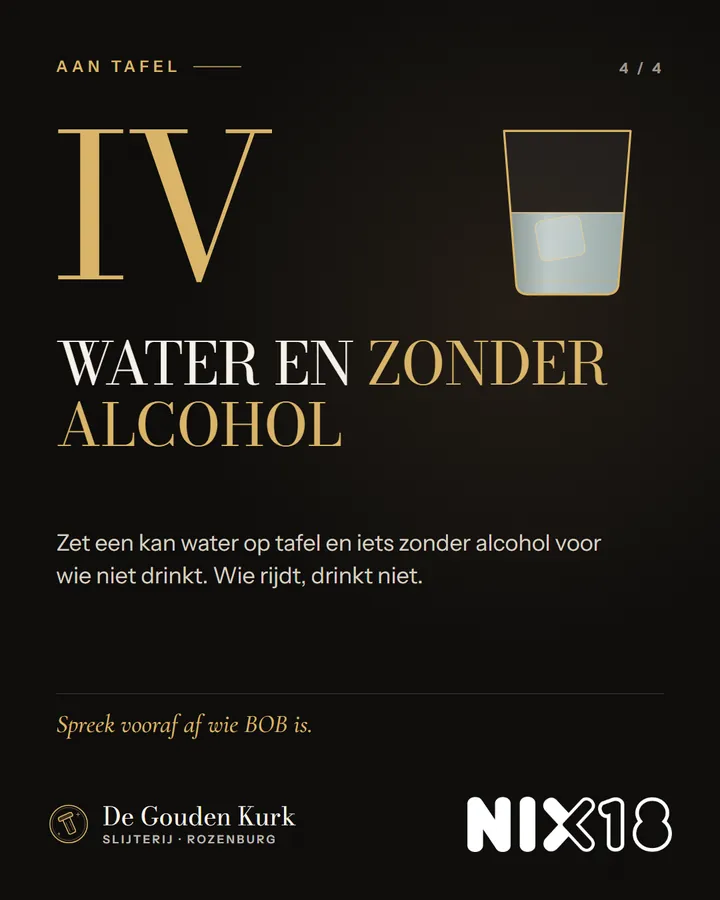 AAN TAFEL
4 / 4
IV
WATER EN ZONDER
ALCOHOL
Zet een kan water op tafel en iets zonder alcohol voor
wie niet drinkt. Wie rijdt, drinkt niet.
Spreek vooraf af wie BOB is.
De Gouden Kurk
SLIJTERIJ · ROZENBURG
NIX18